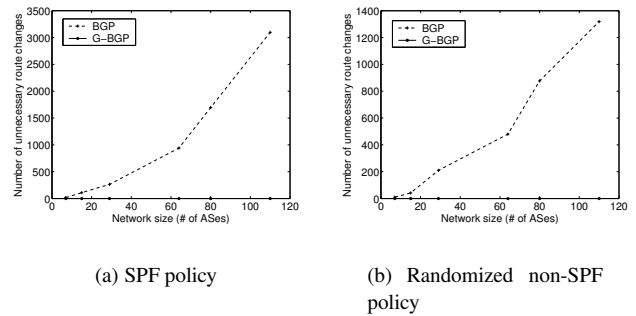 Number of unnecessary route changes
3500
3000
2500
2000
1500
1000
500
0
BGP
G-BGP
0 20 40 60 80 100 120
Network size (# of ASes)
(a) SPF policy
Number of unnecessary route changes
1400
1200
1000
800
600
400
200
0
BGP
G-BGP
0 20 40 60 80 100 120
Network size (# of ASes)
(b) Randomized non-SPF
policy